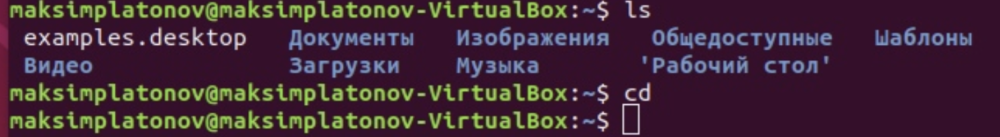 maksimplatonov@maksimplatonov-VirtualBox:~$ ls
examples.desktop Документы Изображения Общедоступные Шаблоны
Видео Загрузки Музыка 'Рабочий стол'
maksimplatonov@maksimplatonov-VirtualBox:~$ cd
maksimplatonov@maksimplatonov-VirtualBox:~$